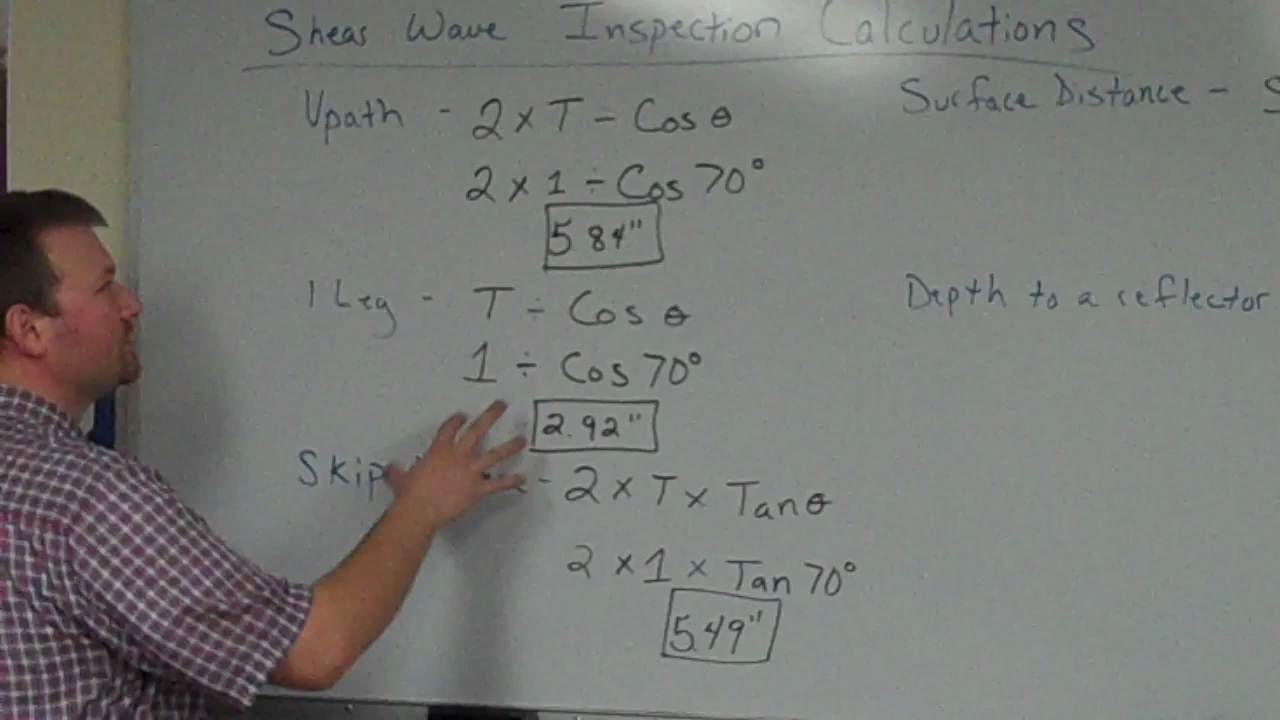 Shear Wave Inspection Calculations
Vpath - 2 x T ÷ Cos θ
2 x 1 ÷ Cos 70°
5.84"
1 Leg - T ÷ Cos θ
1 ÷ Cos 70°
2.92"
Skip - 2 x T x Tan θ
2 x 1 x Tan 70°
5.49"
Surface Distance -
Depth to a reflector